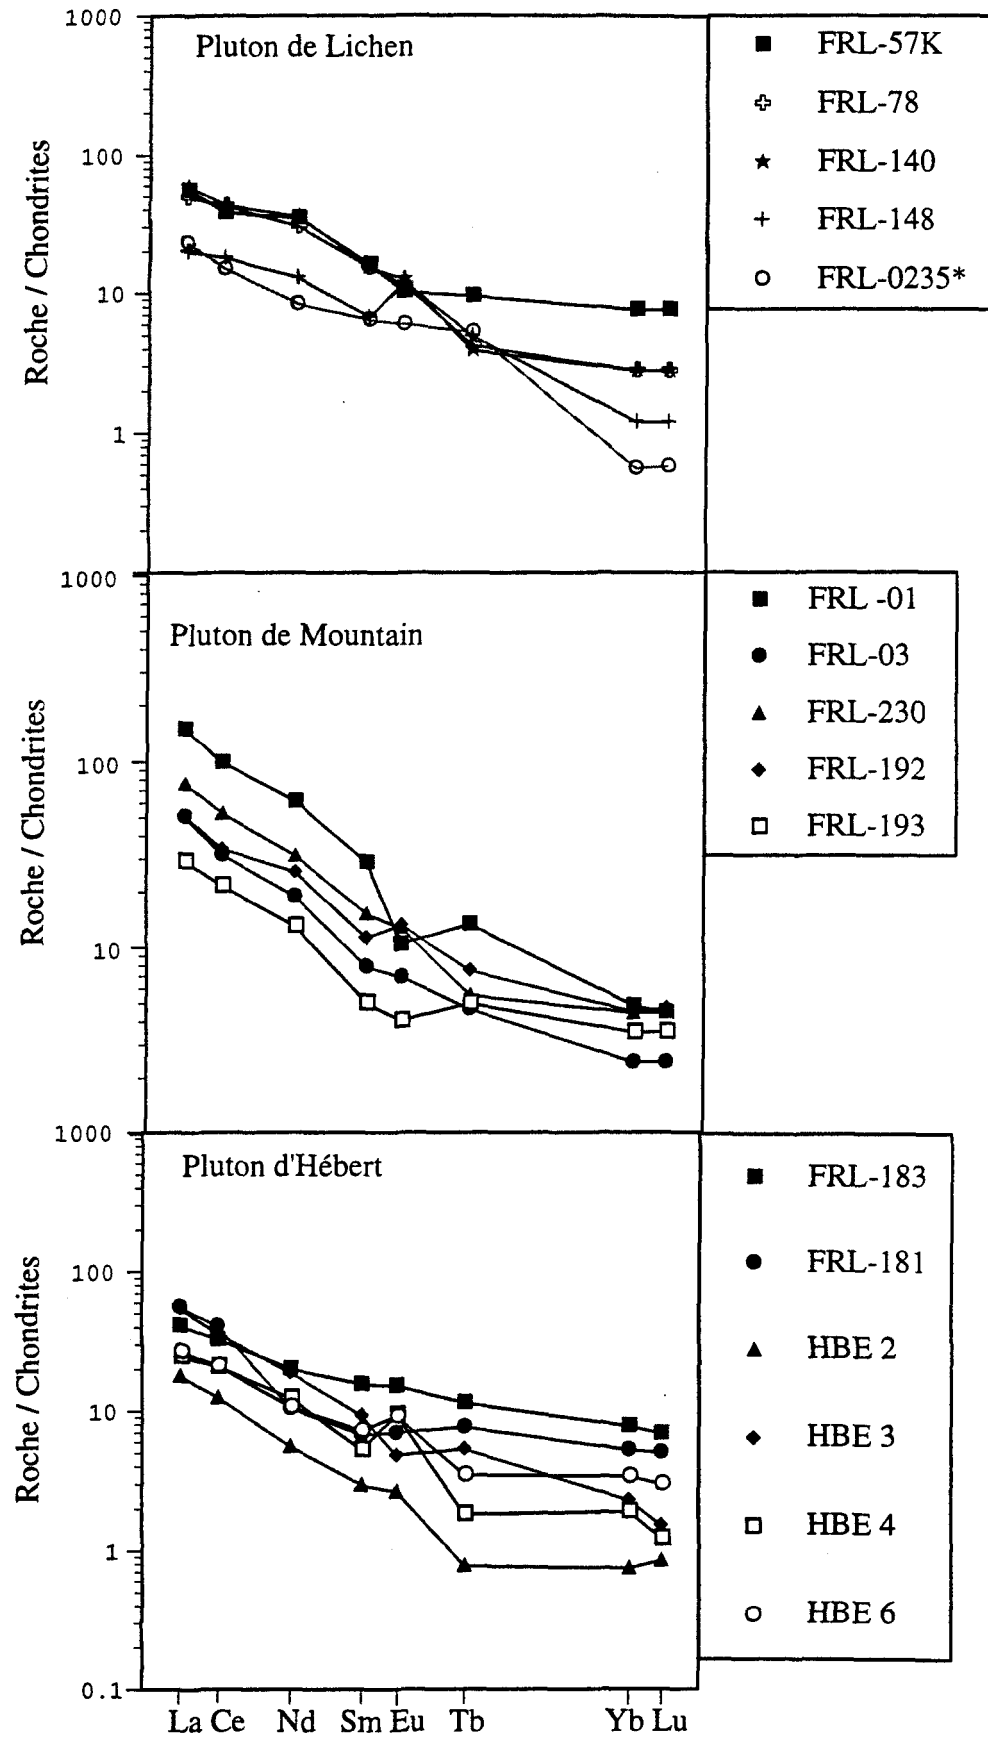 Pluton de Lichen
1000
100
10
1
Roche / Chondrites
FRL-57K
FRL-78
FRL-140
FRL-148
FRL-0235*
Pluton de Mountain
1000
100
10
Roche / Chondrites
FRL -01
FRL-03
FRL-230
FRL-192
FRL-193
Pluton d'Hébert
1000
100
10
1
0.1
Roche / Chondrites
FRL-183
FRL-181
HBE 2
HBE 3
HBE 4
HBE 6
La Ce Nd Sm Eu Tb Yb Lu